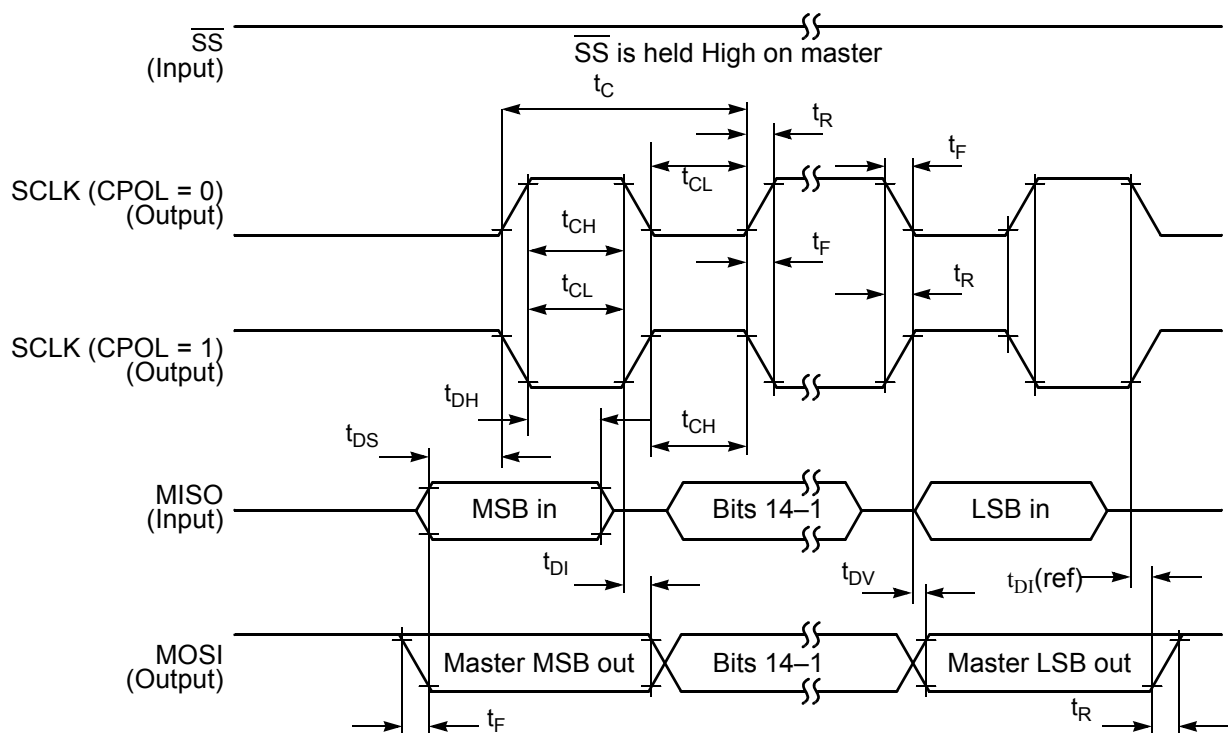 SS
(Input)
SS is held High on master
tC
tR
tF
SCLK (CPOL = 0)
(Output)
tCL
tCH
tF
tCL
tR
SCLK (CPOL = 1)
(Output)
tDH
tDS
tCH
MISO
(Input)
MSB in
Bits 14–1
LSB in
tDI
tDV
tDI(ref)
MOSI
(Output)
Master MSB out
Bits 14–1
Master LSB out
tF
tR